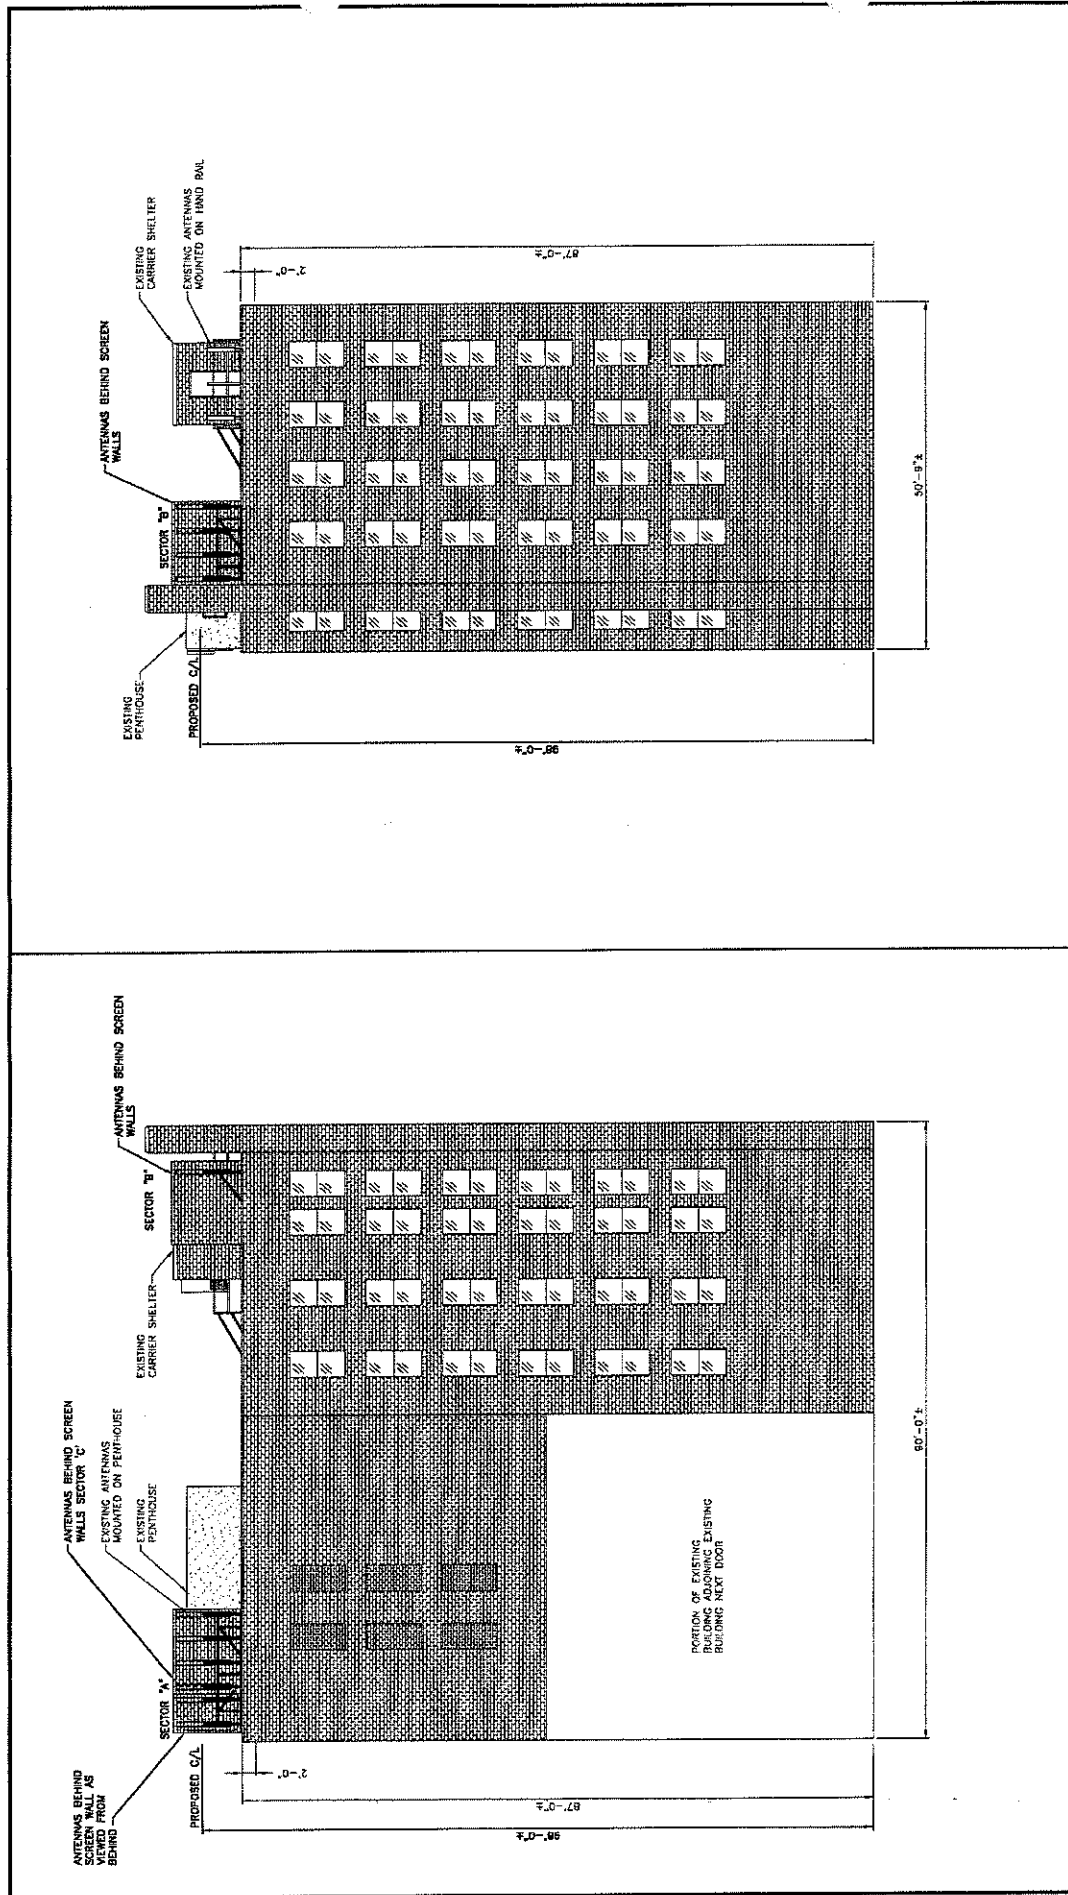 EXISTING
PENTHOUSE
PROPOSED C/L
SECTOR "B"
ANTENNAS BEHIND SCREEN
WALLS
EXISTING
CARRIER SHELTER
EXISTING ANTENNAS
MOUNTED ON HAND RAIL
2'-0"
87'-0"±
98'-0"±
50'-9"±
ANTENNAS BEHIND
SCREEN WALL AS
VIEWED FROM
BEHIND
PROPOSED C/L
SECTOR "A"
ANTENNAS BEHIND SCREEN
WALLS SECTOR 'C'
EXISTING ANTENNAS
MOUNTED ON PENTHOUSE
EXISTING
PENTHOUSE
EXISTING
CARRIER SHELTER
SECTOR "B"
ANTENNAS BEHIND SCREEN
WALLS
2'-0"
87'-0"±
98'-0"±
PORTION OF EXISTING
BUILDING ADJOINING EXISTING
BUILDING NEXT DOOR
90'-0"±